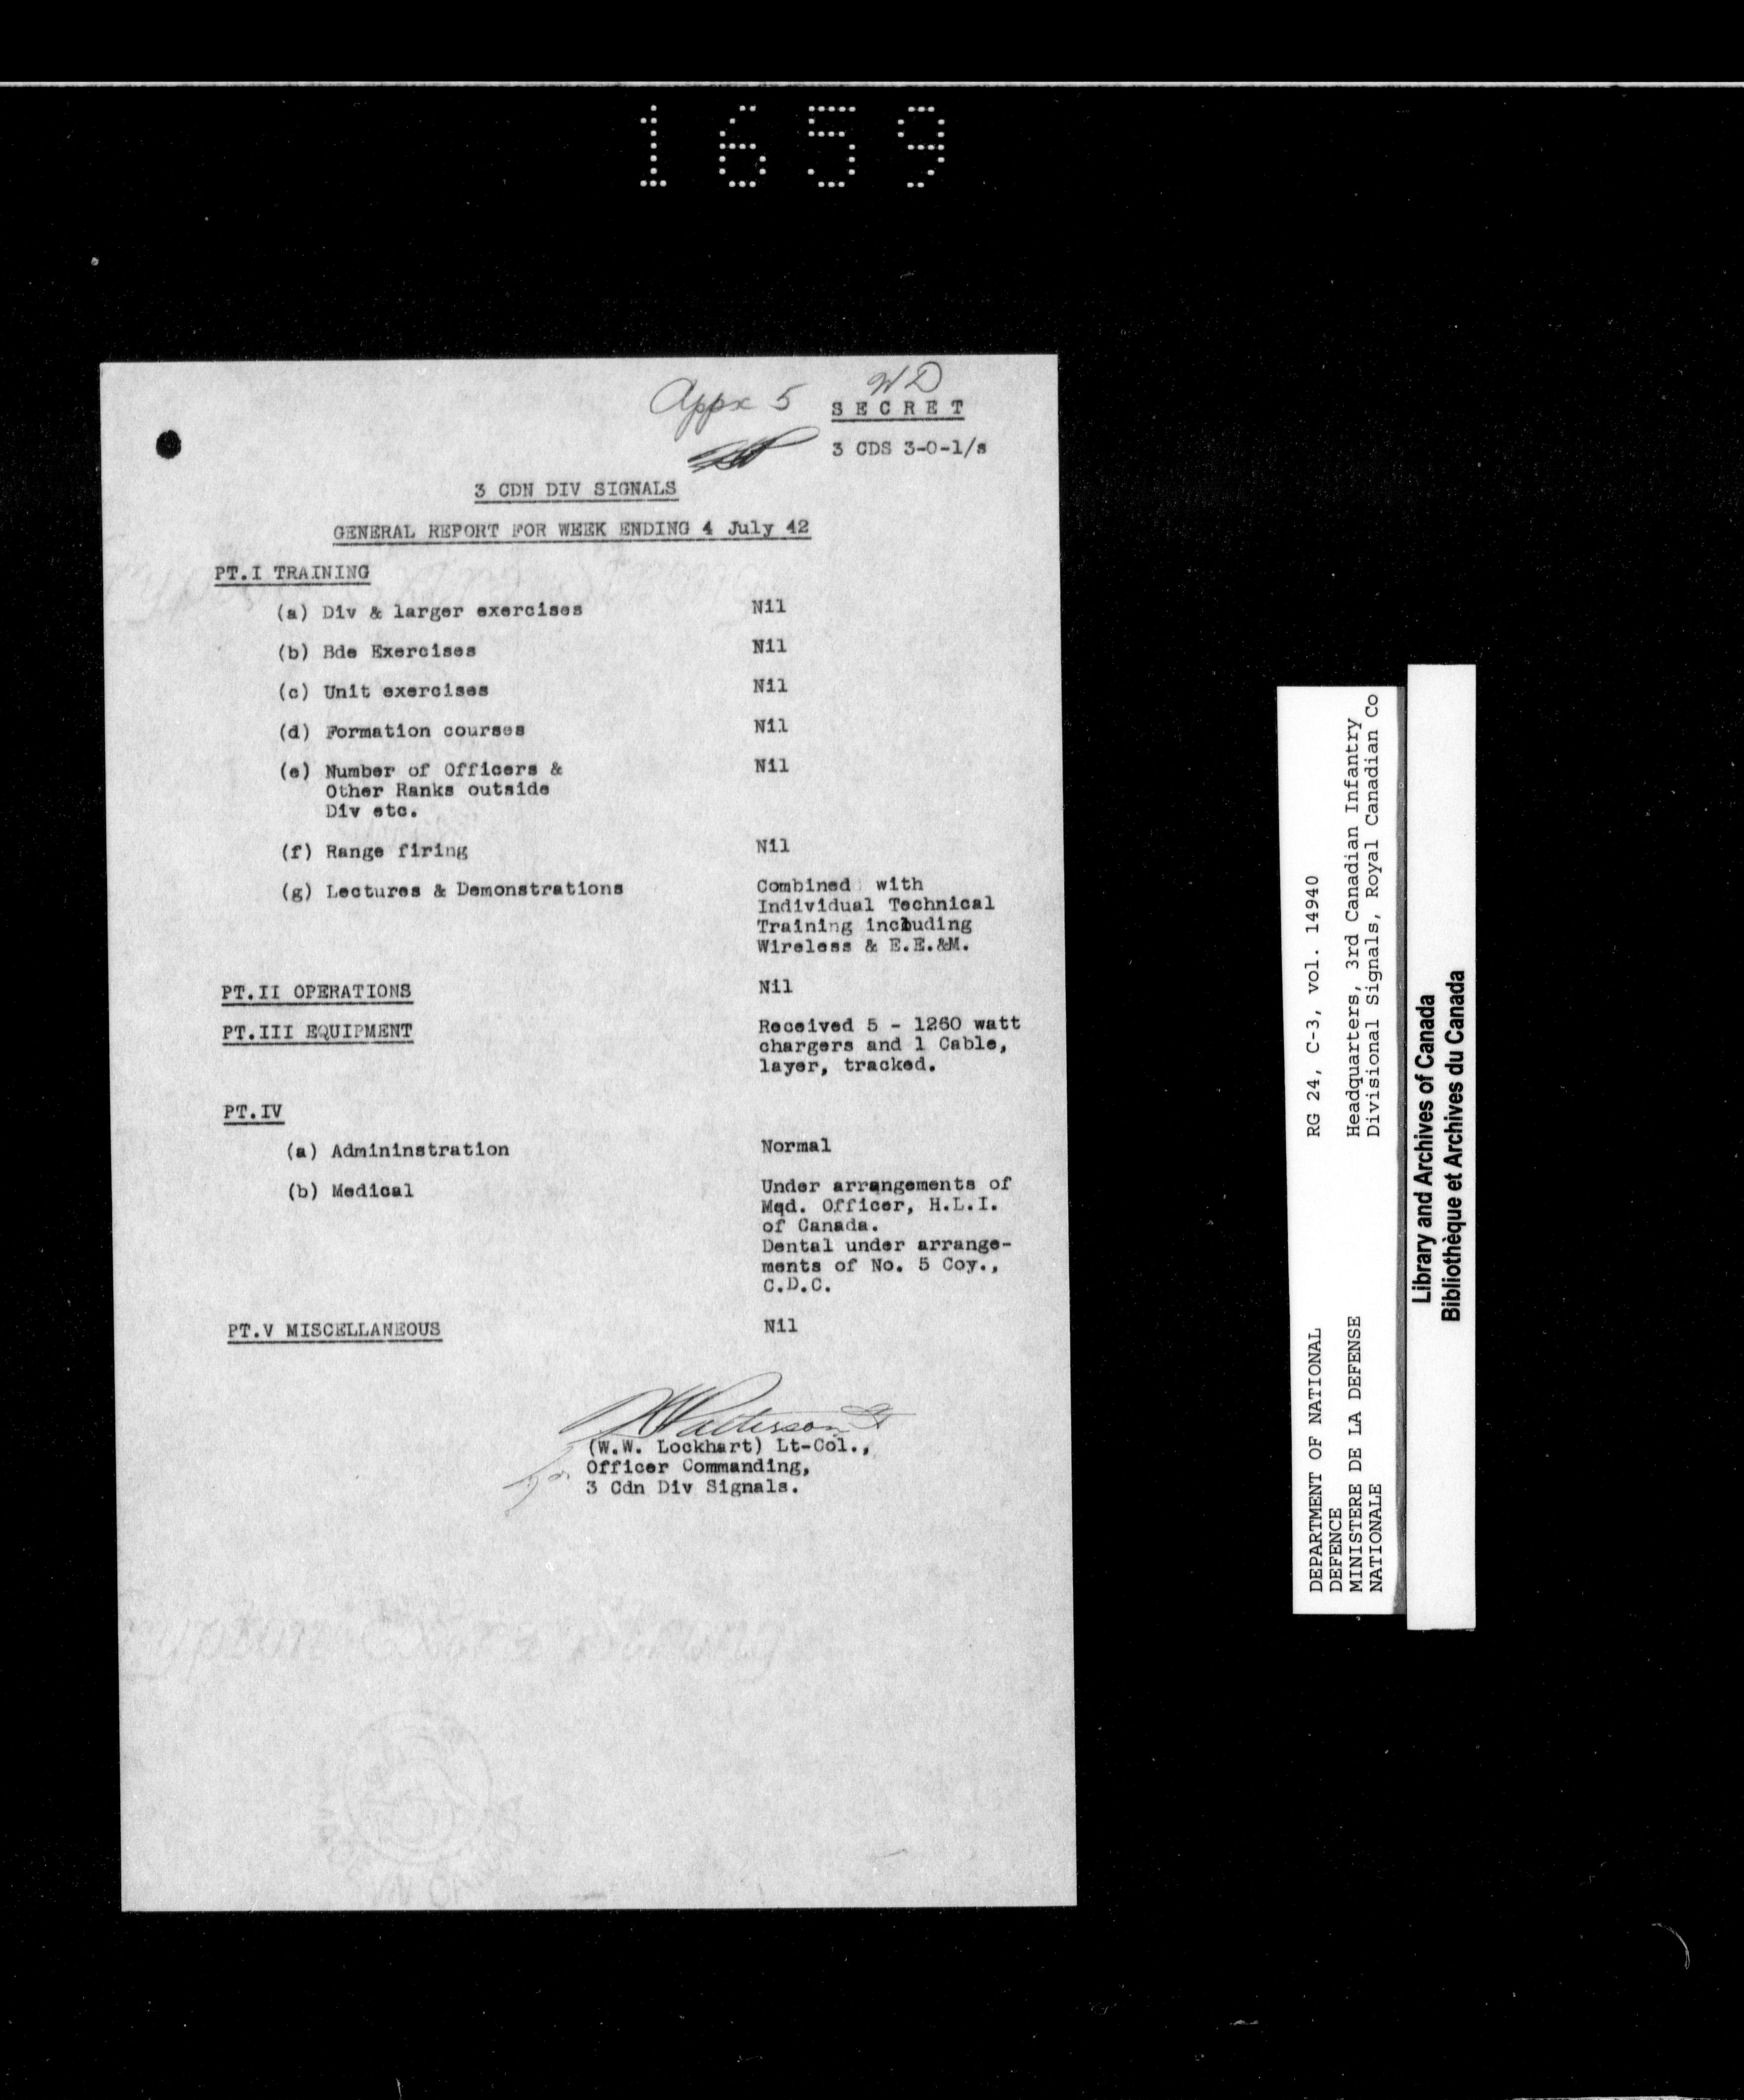 1659
Appx 5 WD
SECRET
3 CDS 3-0-1/s
3 CDN DIV SIGNALS
GENERAL REPORT FOR WEEK ENDING 4 July 42
PT.I TRAINING
(a) Div & larger exercises Nil
(b) Bde Exercises Nil
(c) Unit exercises Nil
(d) Formation courses Nil
(e) Number of Officers & Nil
Other Ranks outside
Div etc.
(f) Range firing Nil
(g) Lectures & Demonstrations Combined with
Individual Technical
Training incbuding
Wireless & E.E.&M.
PT.II OPERATIONS Nil
PT.III EQUIPMENT Received 5 - 1260 watt
chargers and 1 Cable,
layer, tracked.
PT.IV
(a) Admininstration Normal
(b) Medical Under arrangements of
Med. Officer, H.L.I.
of Canada.
Dental under arrange-
ments of No. 5 Coy.,
C.D.C.
PT.V MISCELLANEOUS Nil
Patterson Lt
(W.W. Lockhart) Lt-Col.,
for Officer Commanding,
3 Cdn Div Signals.
DEPARTMENT OF NATIONAL RG 24, C-3, vol. 14940
DEFENCE
MINISTERE DE LA DEFENSE Headquarters, 3rd Canadian Infantry
NATIONALE Divisional Signals, Royal Canadian Co
Library and Archives of Canada
Bibliothèque et Archives du Canada